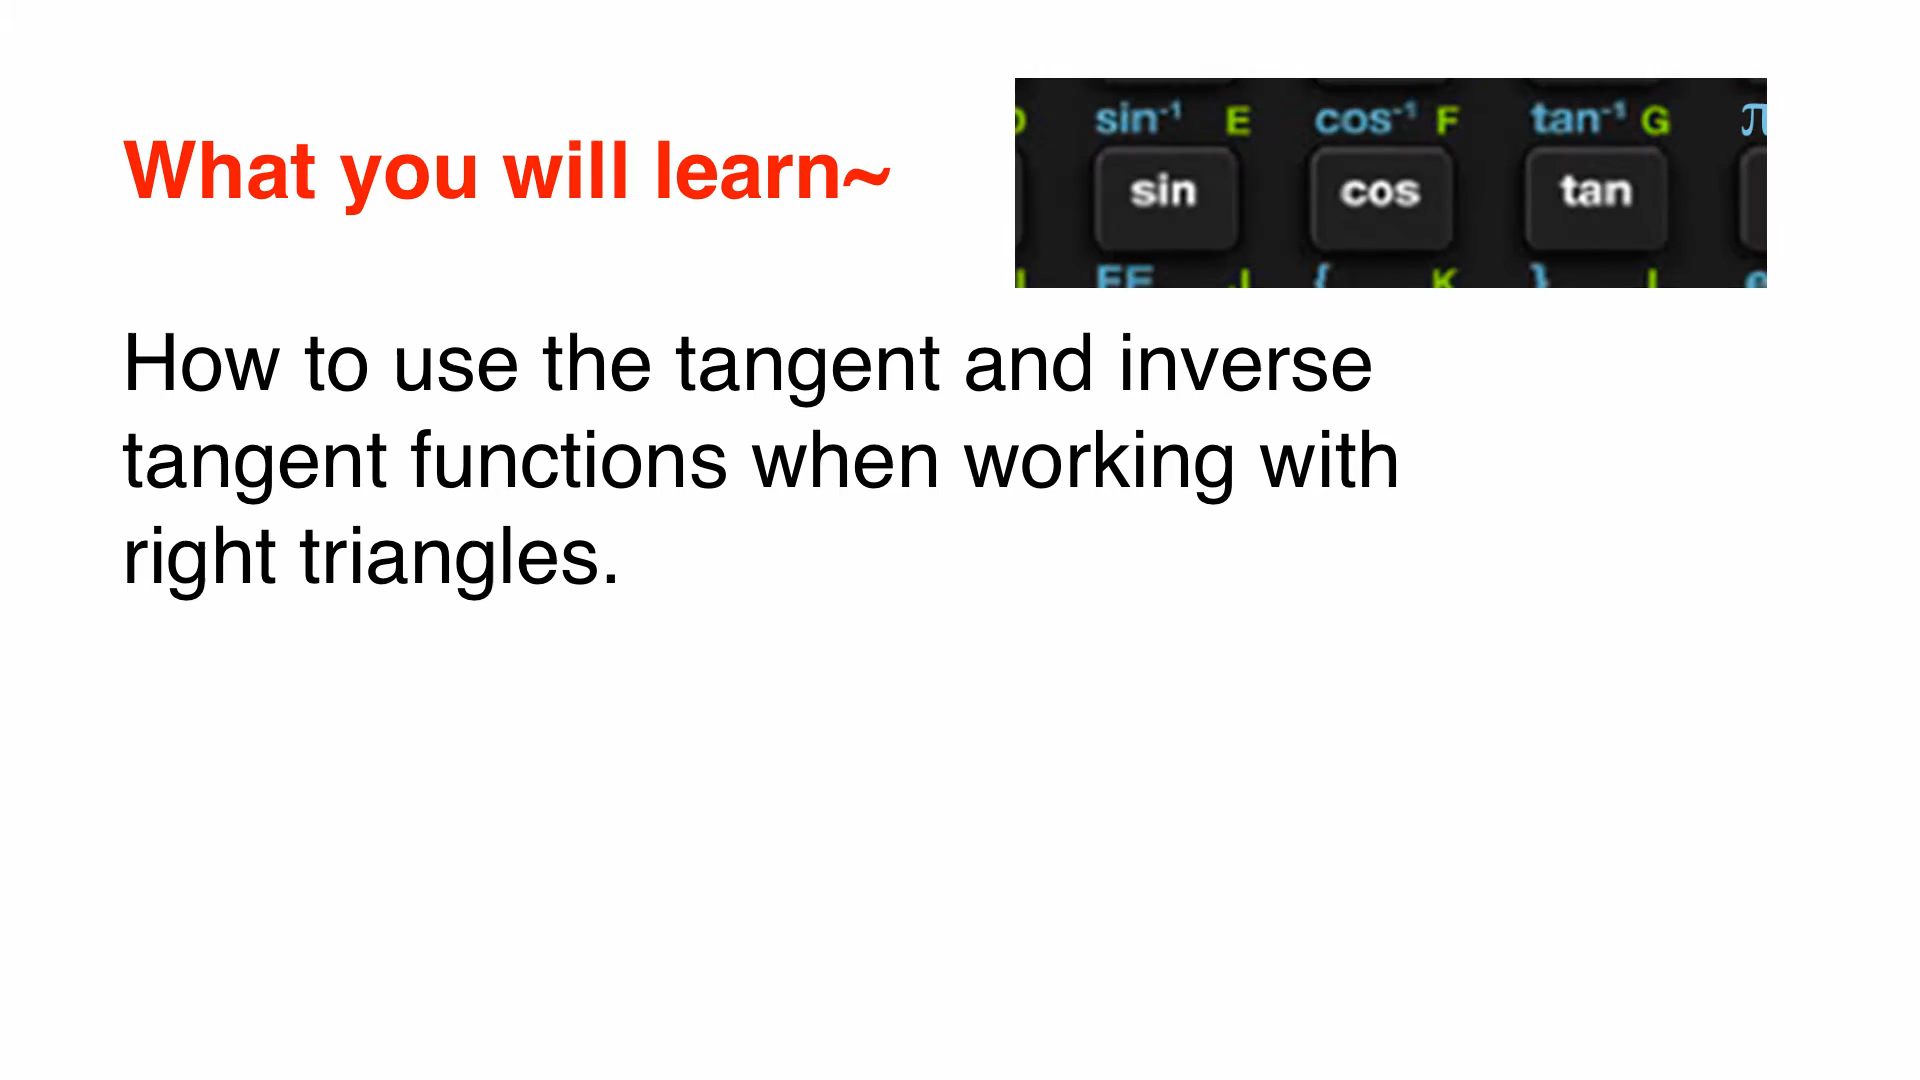 What you will learn~
sin-1 E cos-1 F tan-1 G π
sin cos tan
EE J { K } L e
How to use the tangent and inverse
tangent functions when working with
right triangles.